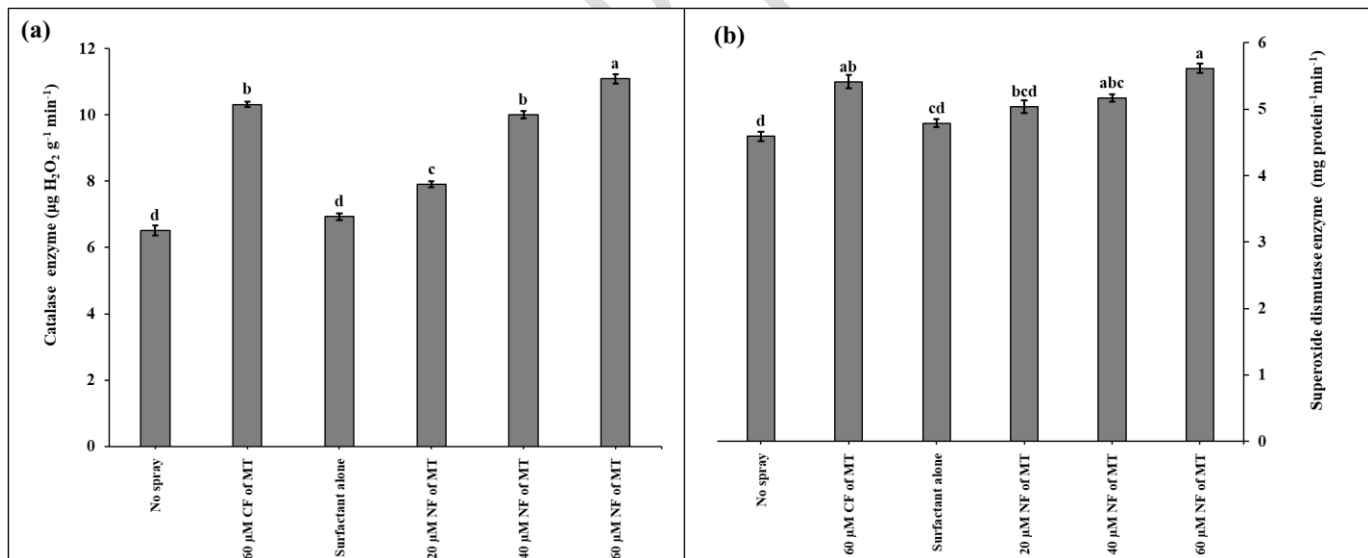 (a)
Catalase enzyme (µg H₂O₂ g⁻¹ min⁻¹)
12
10
8
6
4
2
0
d
b
d
c
b
a
No spray
60 µM CF of MT
Surfactant alone
20 µM NF of MT
40 µM NF of MT
60 µM NF of MT
(b)
d
ab
cd
bcd
abc
a
6
5
4
3
2
1
0
Superoxide dismutase enzyme (mg protein⁻¹min⁻¹)
No spray
60 µM CF of MT
Surfactant alone
20 µM NF of MT
40 µM NF of MT
60 µM NF of MT